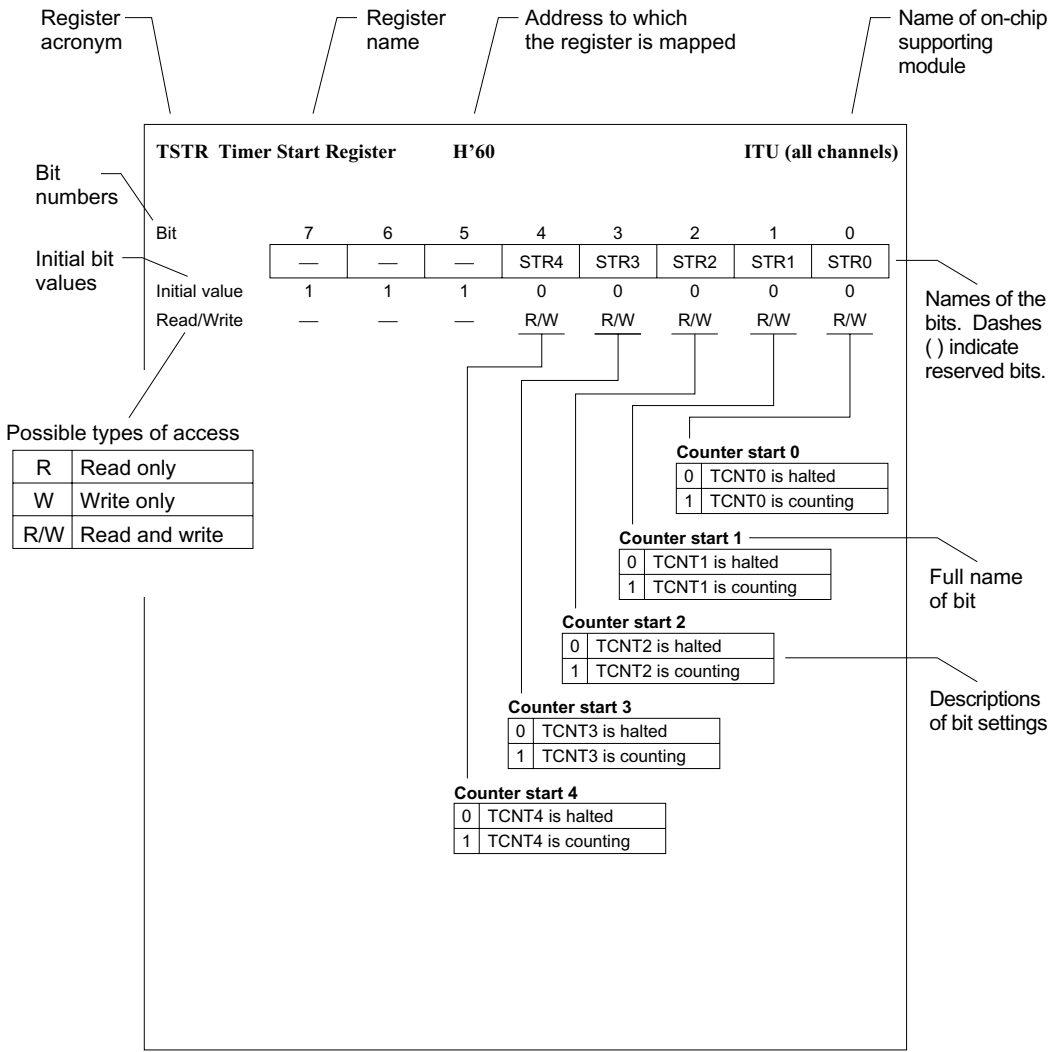 Register
acronym
Register
name
Address to which
the register is mapped
Name of on-chip
supporting
module
TSTR Timer Start Register H’60 ITU (all channels)
Bit
numbers
Bit 7 6 5 4 3 2 1 0
— — — STR4 STR3 STR2 STR1 STR0
Initial bit
values
Initial value 1 1 1 0 0 0 0 0
Read/Write — — — R/W R/W R/W R/W R/W
Names of the
bits. Dashes
( ) indicate
reserved bits.
Possible types of access
R Read only
W Write only
R/W Read and write
Counter start 0
0 TCNT0 is halted
1 TCNT0 is counting
Counter start 1
0 TCNT1 is halted
1 TCNT1 is counting
Full name
of bit
Counter start 2
0 TCNT2 is halted
1 TCNT2 is counting
Descriptions
of bit settings
Counter start 3
0 TCNT3 is halted
1 TCNT3 is counting
Counter start 4
0 TCNT4 is halted
1 TCNT4 is counting